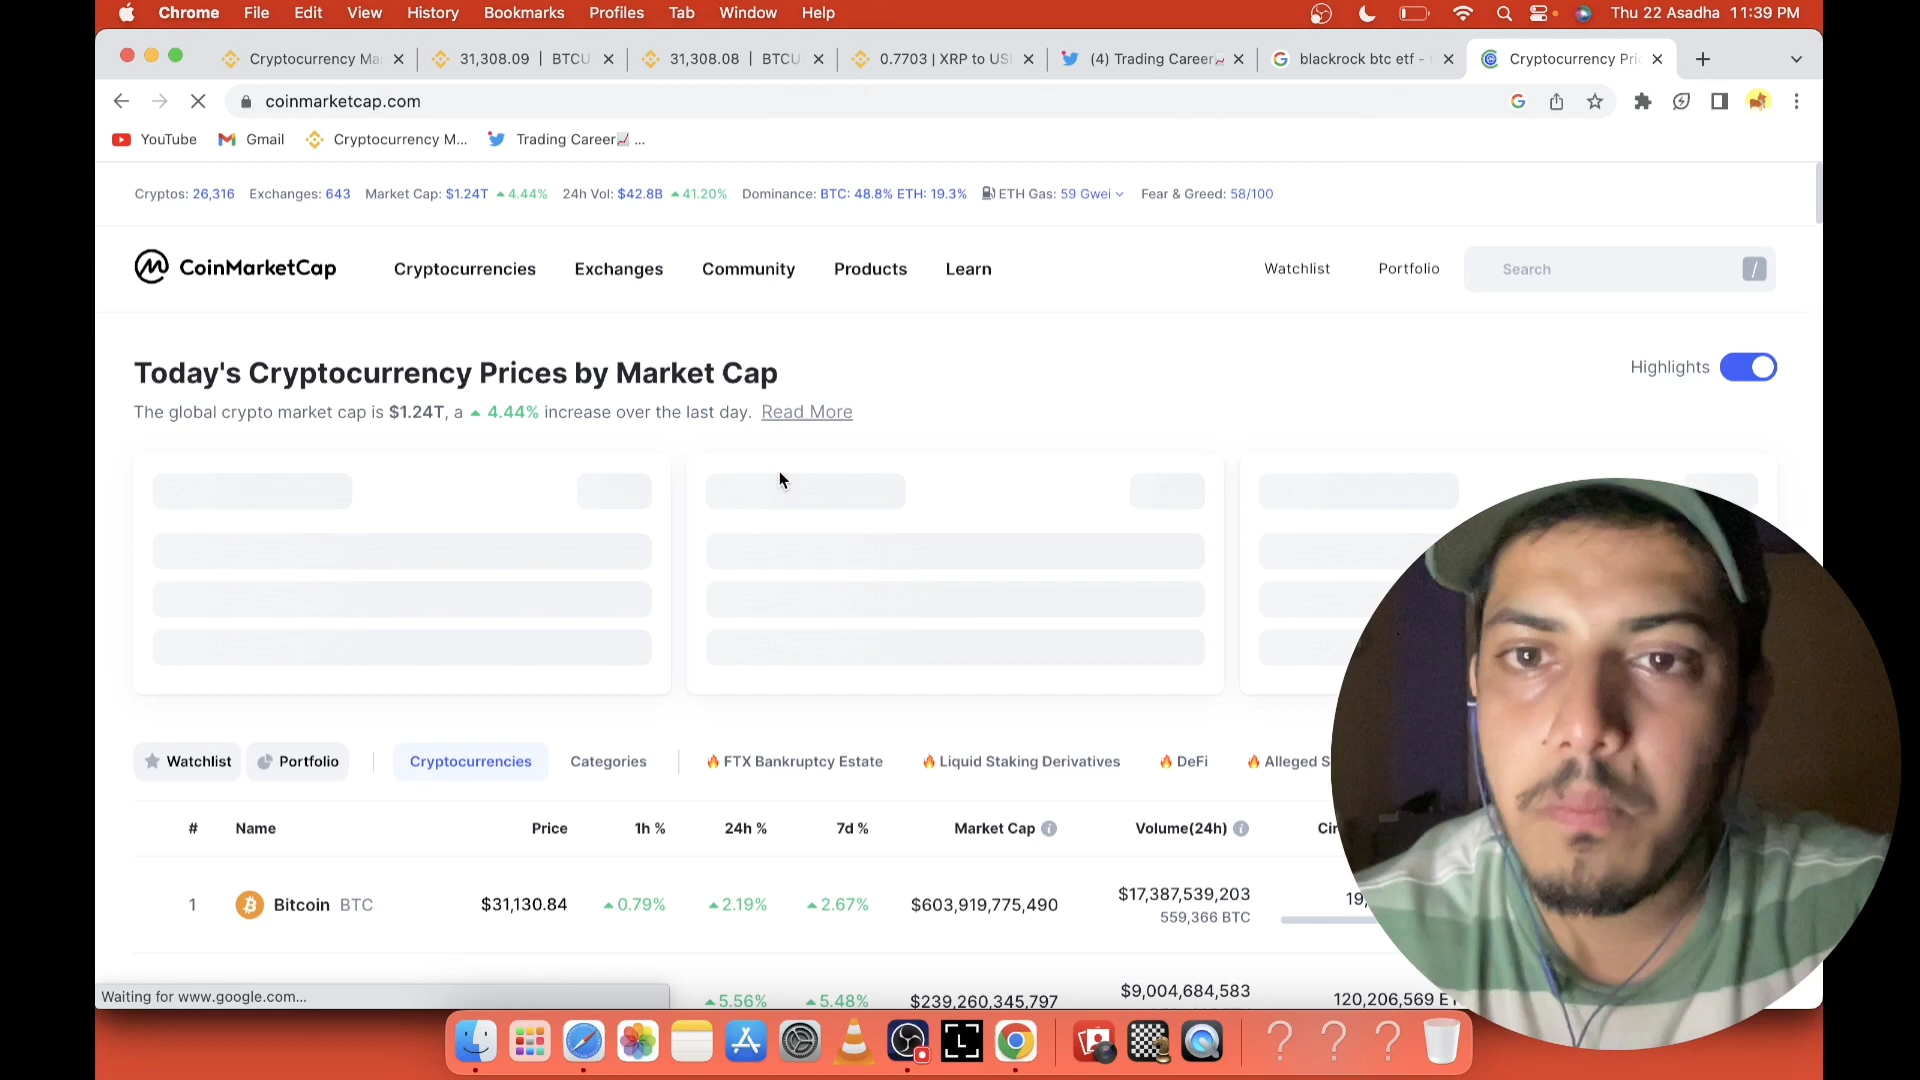 Chrome File Edit View History Bookmarks Profiles Tab Window Help Thu 22 Asadha 11:39 PM
Cryptocurrency Ma 31,308.09 | BTCU 31,308.08 | BTCU 0.7703 | XRP to US (4) Trading Career blackrock btc etf - Cryptocurrency Pri
coinmarketcap.com
YouTube Gmail Cryptocurrency M... Trading Career📈 ...
Cryptos: 26,316 Exchanges: 643 Market Cap: $1.24T 4.44% 24h Vol: $42.8B 41.20% Dominance: BTC: 48.8% ETH: 19.3% ETH Gas: 59 Gwei Fear & Greed: 58/100
CoinMarketCap Cryptocurrencies Exchanges Community Products Learn Watchlist Portfolio Search /
Today's Cryptocurrency Prices by Market Cap Highlights
The global crypto market cap is $1.24T, a 4.44% increase over the last day. Read More
Watchlist Portfolio Cryptocurrencies Categories 🔥 FTX Bankruptcy Estate 🔥 Liquid Staking Derivatives 🔥 DeFi 🔥 Alleged S
# Name Price 1h % 24h % 7d % Market Cap Volume(24h) Cir
1 Bitcoin BTC $31,130.84 0.79% 2.19% 2.67% $603,919,775,490 $17,387,539,203 19,
559,366 BTC
5.56% 5.48% $239,260,345,797 $9,004,684,583 120,206,569 ET
Waiting for www.google.com...